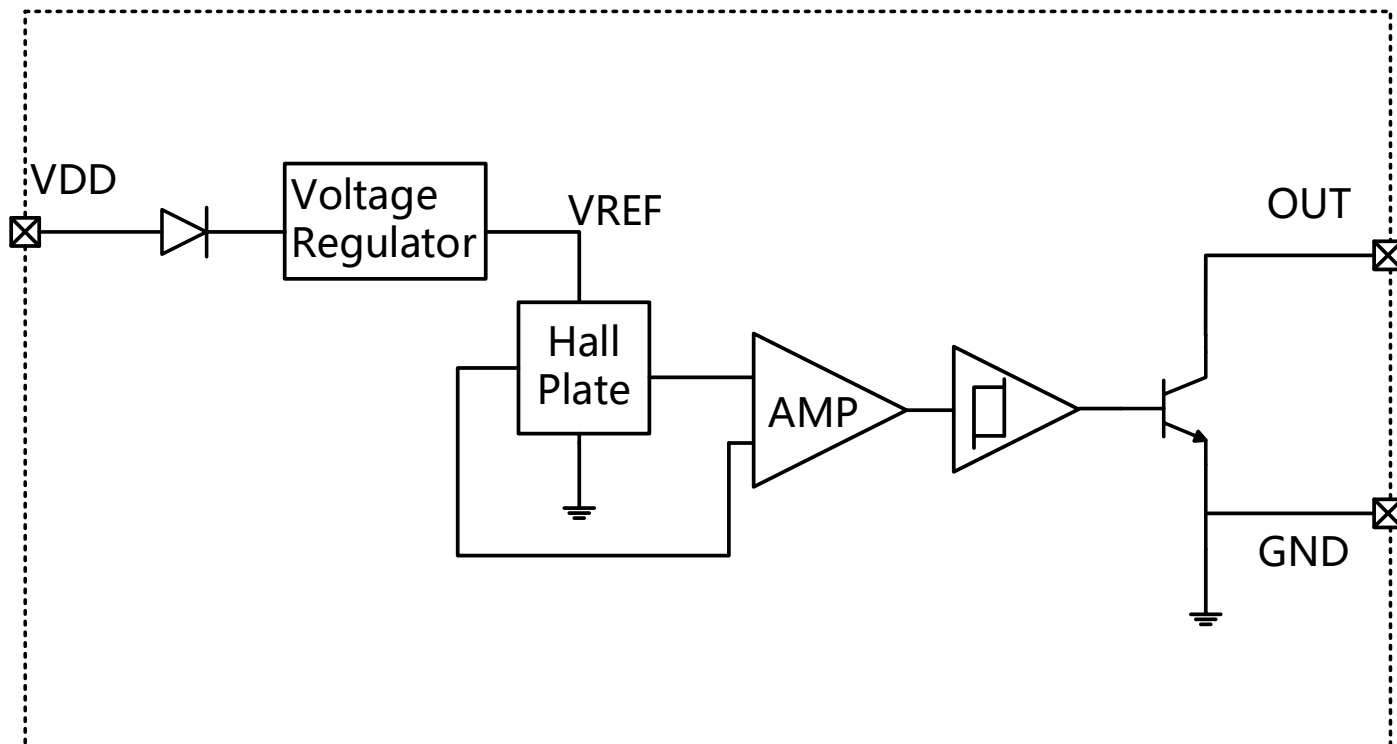 VDD
Voltage
Regulator
VREF
OUT
Hall
Plate
AMP
GND